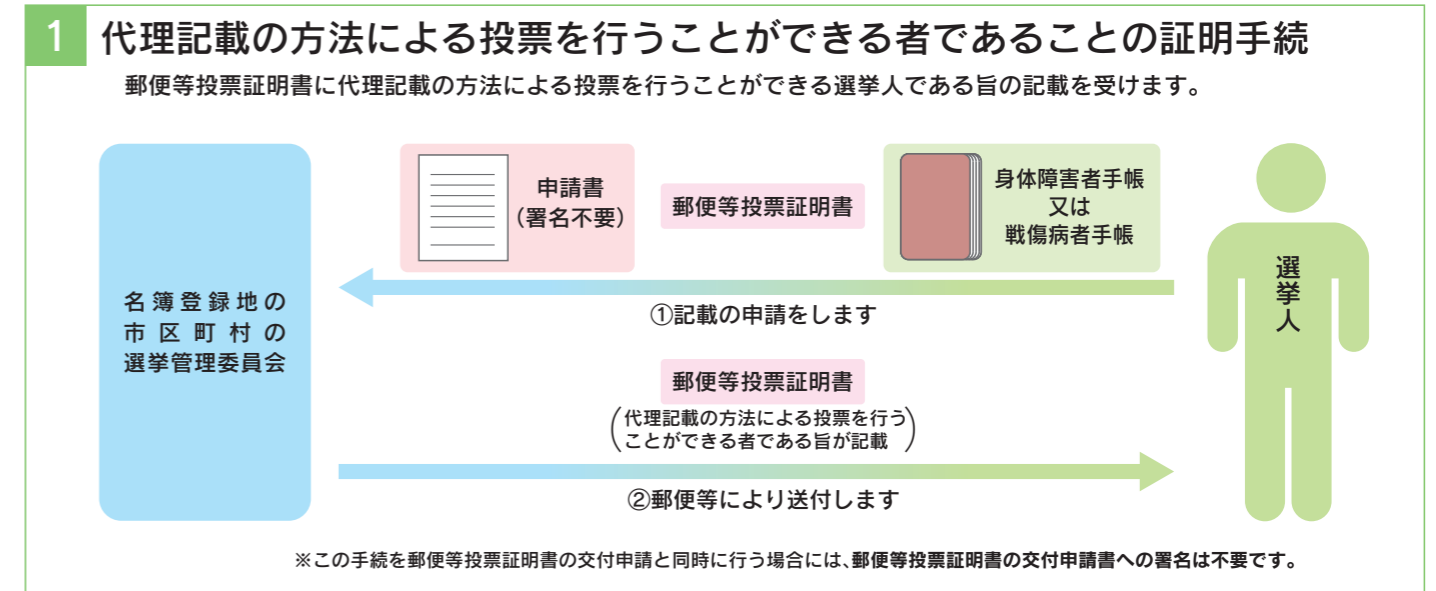 1 代理記載の方法による投票を行うことができる者であることの証明手続
郵便等投票証明書に代理記載の方法による投票を行うことができる選挙人である旨の記載を受けます。
名簿登録地の
市区町村の
選挙管理委員会
申請書
(署名不要)
郵便等投票証明書
身体障害者手帳
又は
戦傷病者手帳
選挙人
①記載の申請をします
郵便等投票証明書
(代理記載の方法による投票を行う
ことができる者である旨が記載)
②郵便等により送付します
※この手続を郵便等投票証明書の交付申請と同時に行う場合には、郵便等投票証明書の交付申請書への署名は不要です。